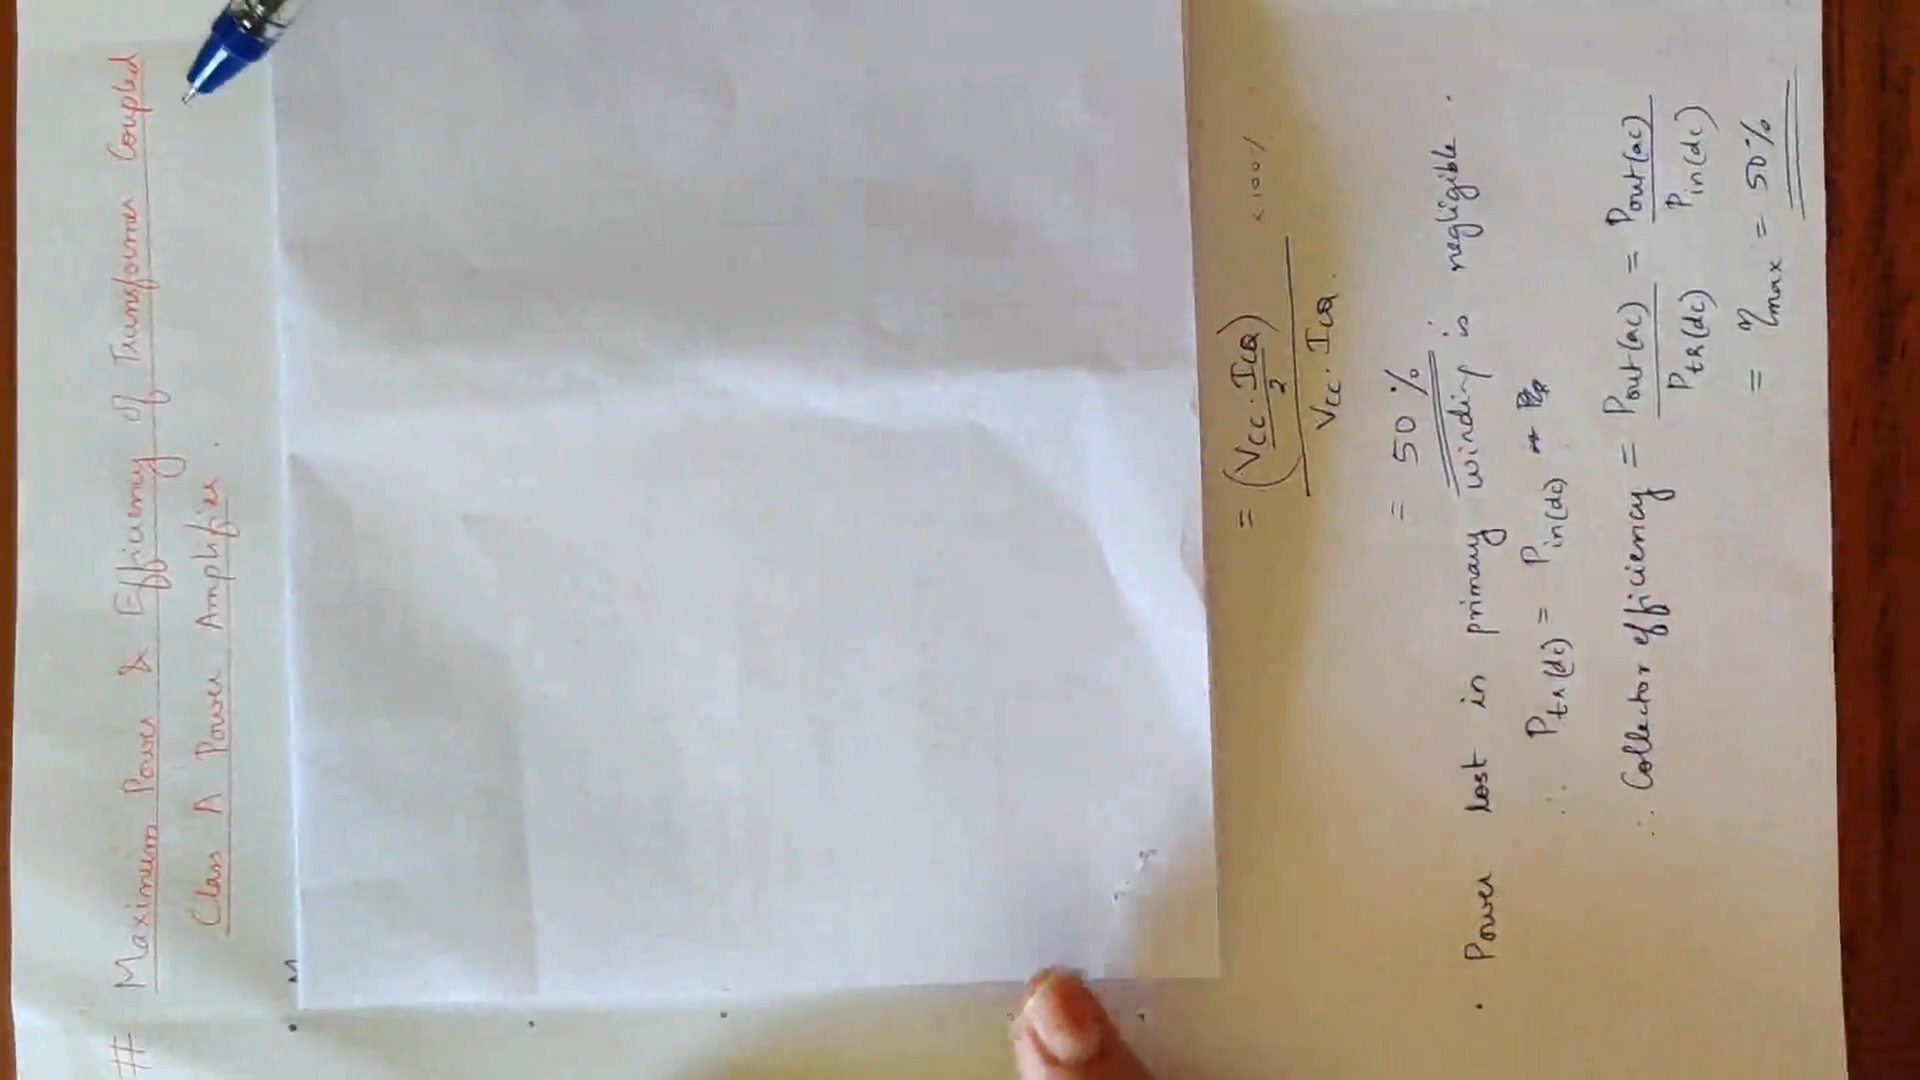 # Maximum Power & Efficiency of Transformer Coupled
Class A Power Amplifier.
= (Vcc · ICQ / 2) / Vcc · ICQ × 100%
= 50%
· Power lost in primary winding is negligible.
∴ Ptr(dc) = Pin(dc)
∴ Collector efficiency = Pout(ac) / Ptr(dc) = Pout(ac) / Pin(dc)
= ηmax = 50%